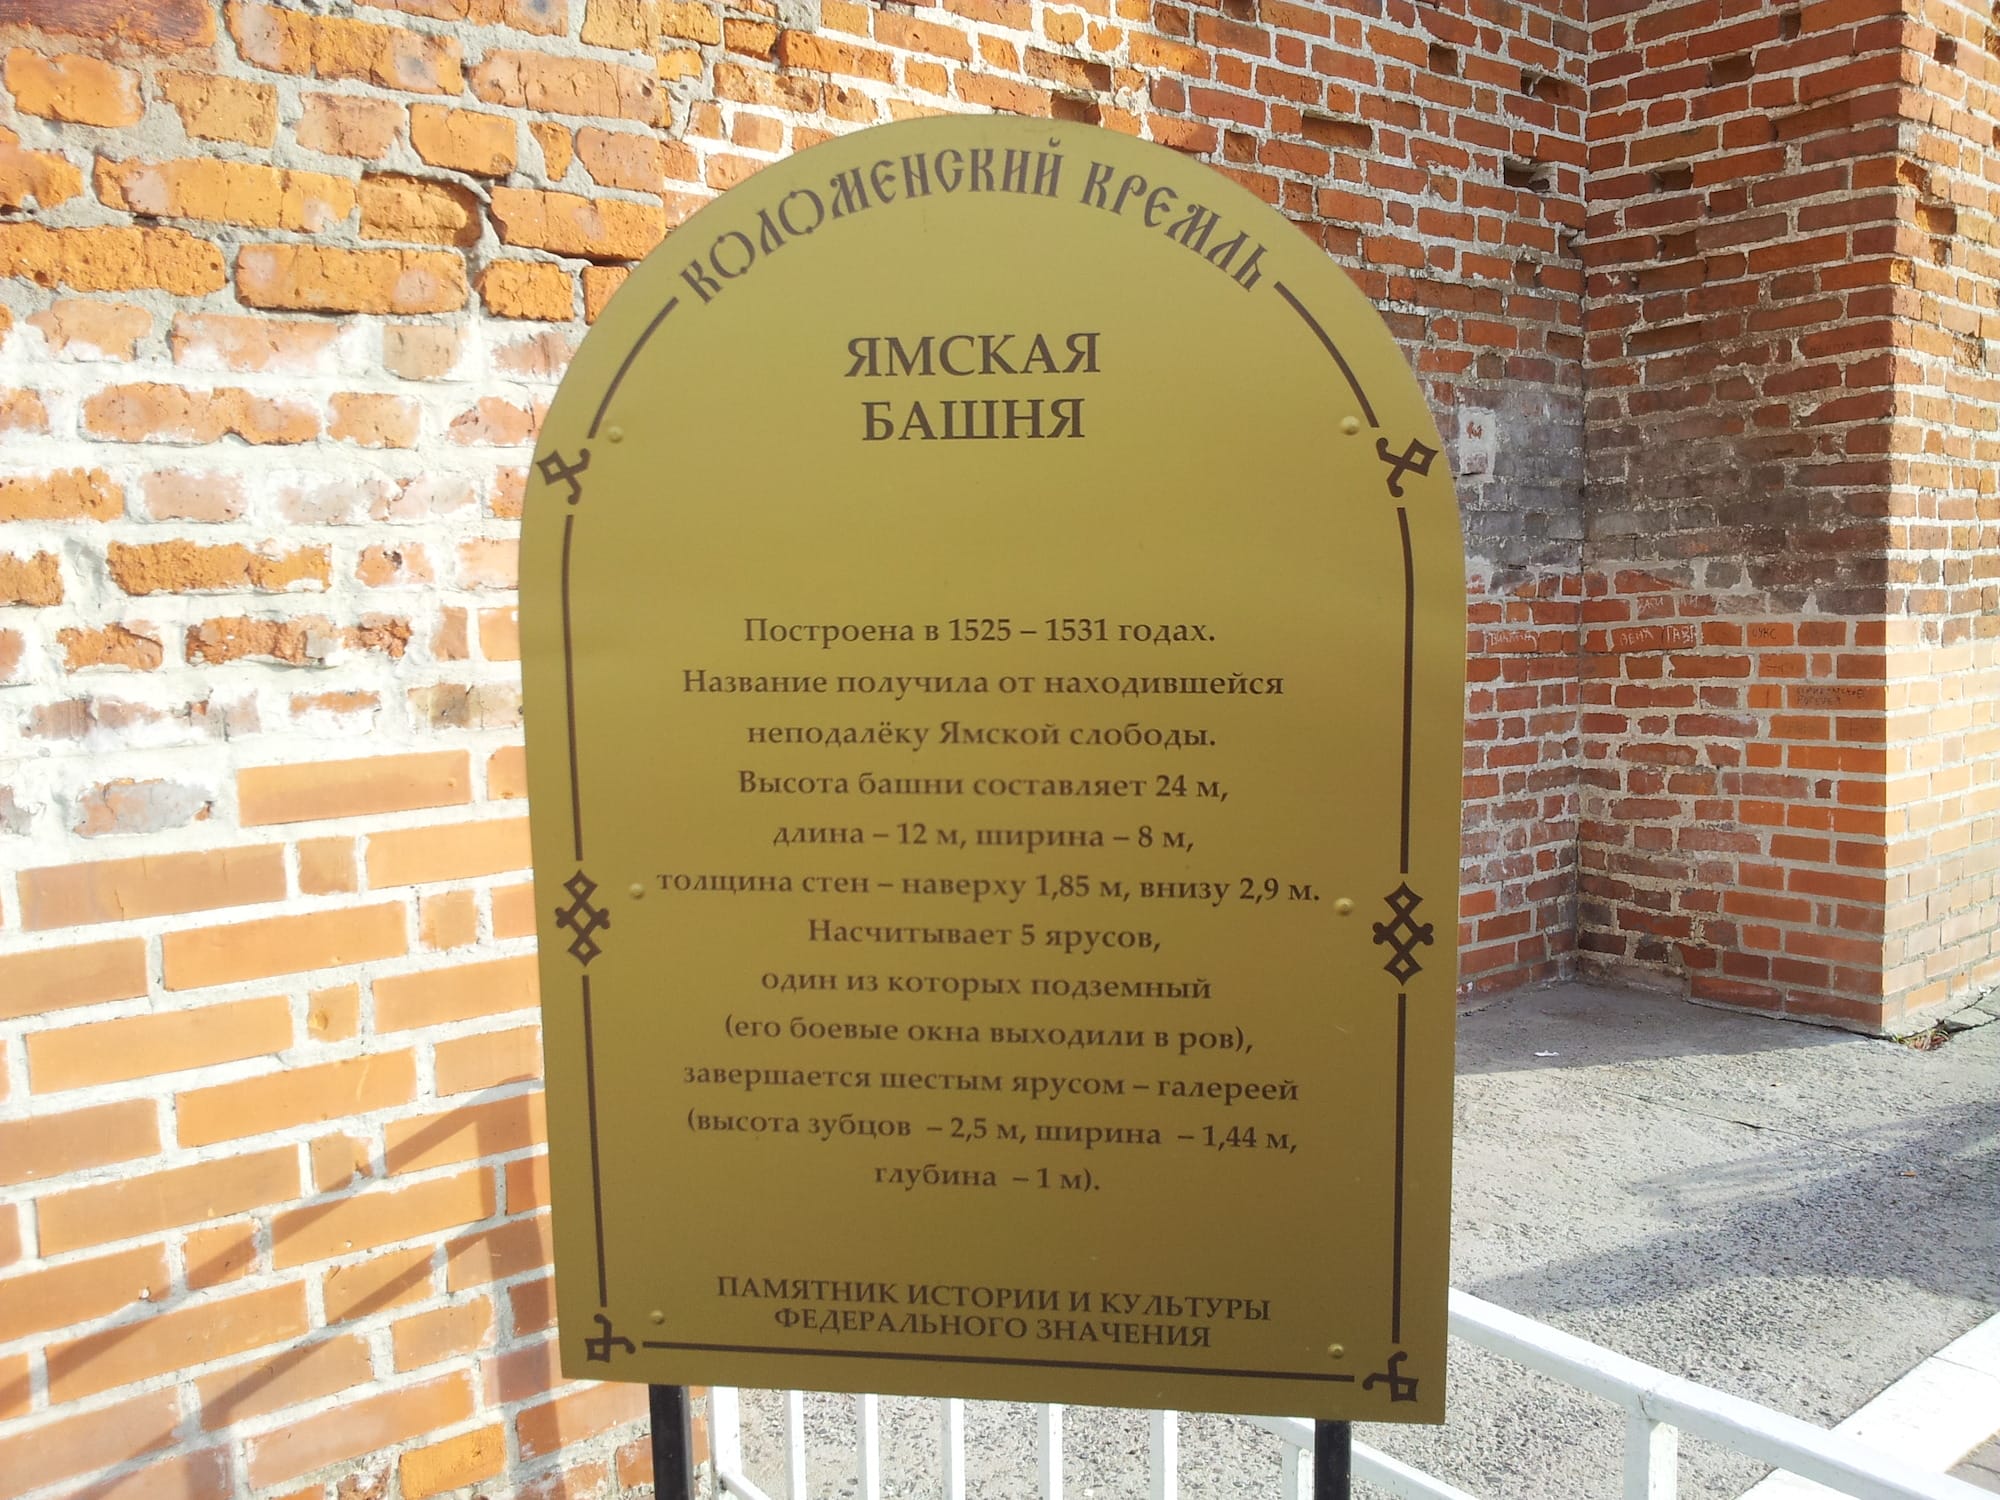 КОЛОМЕНСКИЙ КРЕМЛЬ
ЯМСКАЯ
БАШНЯ
Построена в 1525 – 1531 годах.
Название получила от находившейся
неподалёку Ямской слободы.
Высота башни составляет 24 м,
длина – 12 м, ширина – 8 м,
толщина стен – наверху 1,85 м, внизу 2,9 м.
Насчитывает 5 ярусов,
один из которых подземный
(его боевые окна выходили в ров),
завершается шестым ярусом – галереей
(высота зубцов – 2,5 м, ширина – 1,44 м,
глубина – 1 м).
ПАМЯТНИК ИСТОРИИ И КУЛЬТУРЫ
ФЕДЕРАЛЬНОГО ЗНАЧЕНИЯ